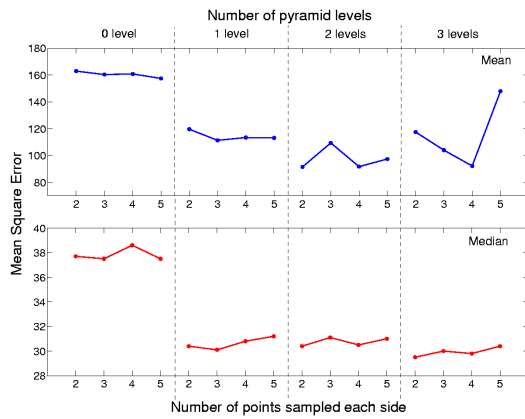 Number of pyramid levels
0 level 1 level 2 levels 3 levels
180
160
140
120
100
80
Mean
2 3 4 5 2 3 4 5 2 3 4 5 2 3 4 5
Mean Square Error
40
38
36
34
32
30
28
Median
2 3 4 5 2 3 4 5 2 3 4 5 2 3 4 5
Number of points sampled each side